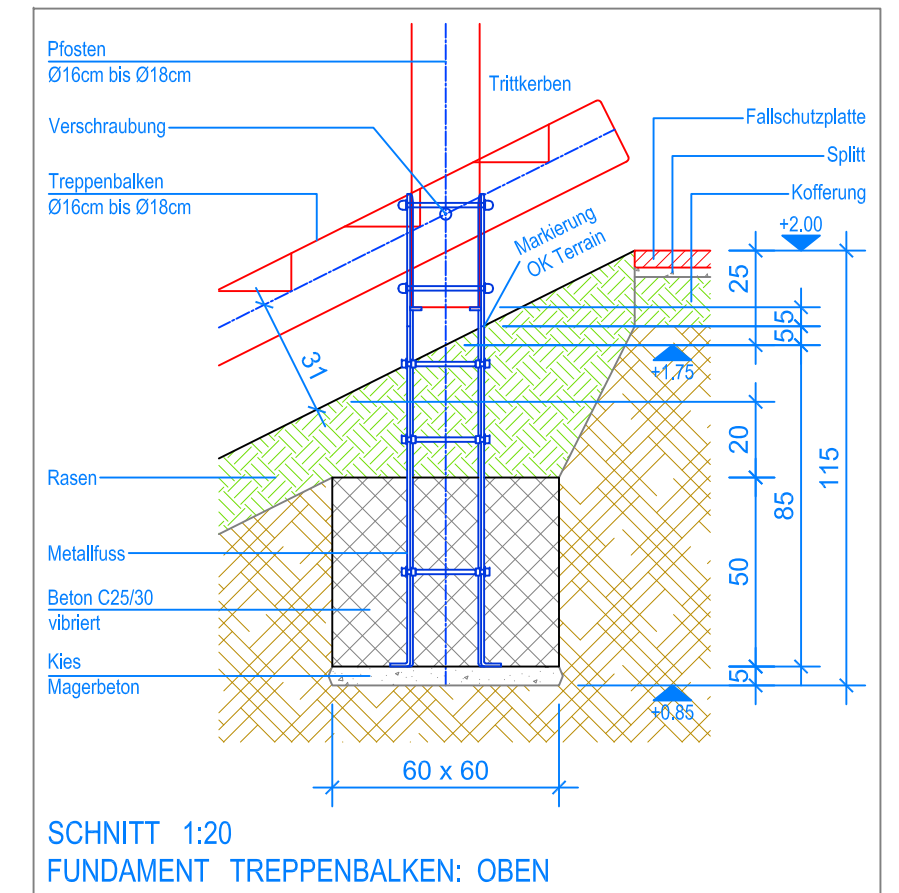 Pfosten
Ø16cm bis Ø18cm
Trittkerben
Verschraubung
Treppenbalken
Ø16cm bis Ø18cm
Fallschutzplatte
Splitt
Kofferung
+2.00
Markierung
OK Terrain
25
5
5
+1.75
31
20
115
85
50
5
+0.85
Rasen
Metallfuss
Beton C25/30
vibriert
Kies
Magerbeton
60 x 60
SCHNITT 1:20
FUNDAMENT TREPPENBALKEN: OBEN